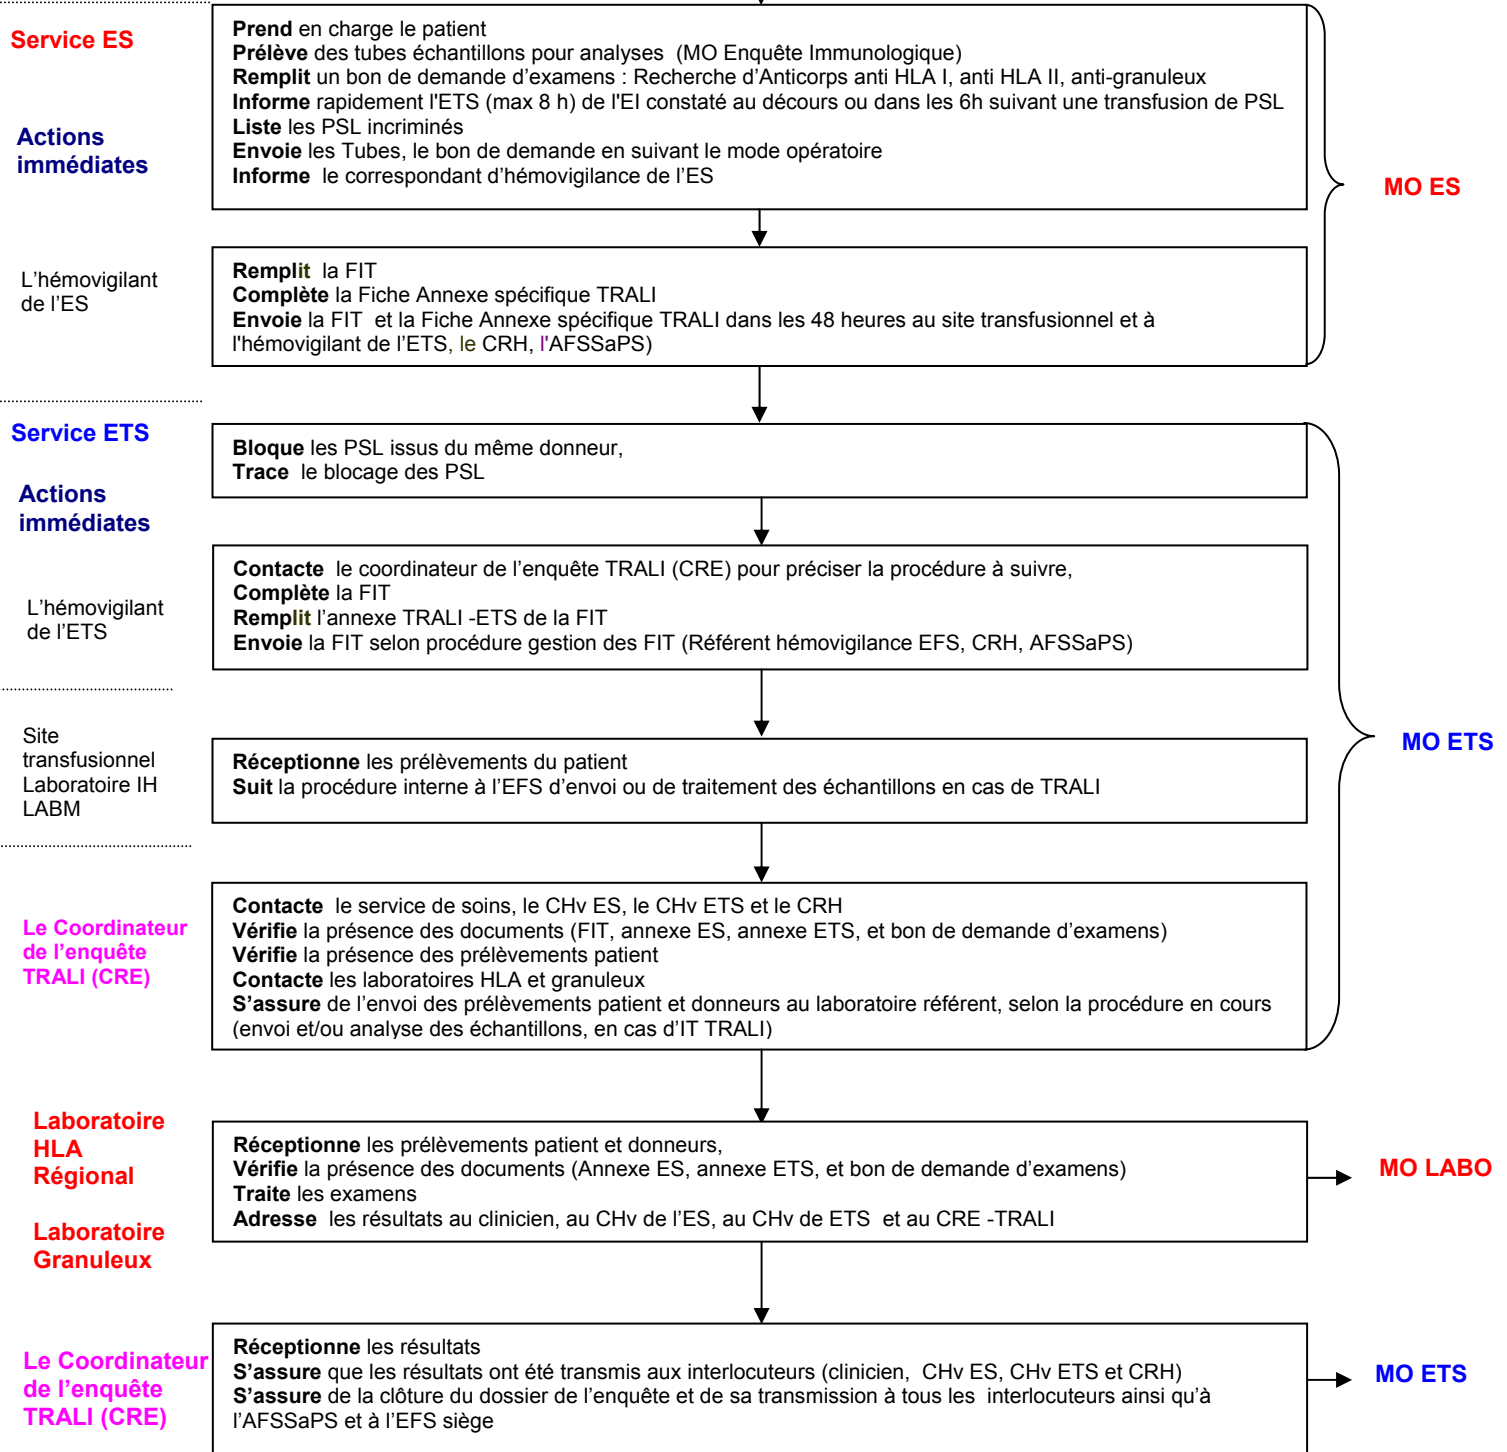 Service ES
Prend en charge le patient
Prélève des tubes échantillons pour analyses (MO Enquête Immunologique)
Remplit un bon de demande d'examens : Recherche d'Anticorps anti HLA I, anti HLA II, anti-granuleux
Informe rapidement l'ETS (max 8 h) de l'EI constaté au décours ou dans les 6h suivant une transfusion de PSL
Liste les PSL incriminés
Envoie les Tubes, le bon de demande en suivant le mode opératoire
Informe le correspondant d'hémovigilance de l'ES
Actions
immédiates
MO ES
L'hémovigilant
de l'ES
Remplit la FIT
Complète la Fiche Annexe spécifique TRALI
Envoie la FIT et la Fiche Annexe spécifique TRALI dans les 48 heures au site transfusionnel et à
l'hémovigilant de l'ETS, le CRH, l'AFSSaPS)
Service ETS
Actions
immédiates
Bloque les PSL issus du même donneur,
Trace le blocage des PSL
L'hémovigilant
de l'ETS
Contacte le coordinateur de l'enquête TRALI (CRE) pour préciser la procédure à suivre,
Complète la FIT
Remplit l'annexe TRALI -ETS de la FIT
Envoie la FIT selon procédure gestion des FIT (Référent hémovigilance EFS, CRH, AFSSaPS)
Site
transfusionnel
Laboratoire IH
LABM
Réceptionne les prélèvements du patient
Suit la procédure interne à l'EFS d'envoi ou de traitement des échantillons en cas de TRALI
MO ETS
Le Coordinateur
de l'enquête
TRALI (CRE)
Contacte le service de soins, le CHv ES, le CHv ETS et le CRH
Vérifie la présence des documents (FIT, annexe ES, annexe ETS, et bon de demande d'examens)
Vérifie la présence des prélèvements patient
Contacte les laboratoires HLA et granuleux
S'assure de l'envoi des prélèvements patient et donneurs au laboratoire référent, selon la procédure en cours
(envoi et/ou analyse des échantillons, en cas d'IT TRALI)
Laboratoire
HLA
Régional
Laboratoire
Granuleux
Réceptionne les prélèvements patient et donneurs,
Vérifie la présence des documents (Annexe ES, annexe ETS, et bon de demande d'examens)
Traite les examens
Adresse les résultats au clinicien, au CHv de l'ES, au CHv de ETS et au CRE -TRALI
MO LABO
Le Coordinateur
de l'enquête
TRALI (CRE)
Réceptionne les résultats
S'assure que les résultats ont été transmis aux interlocuteurs (clinicien, CHv ES, CHv ETS et CRH)
S'assure de la clôture du dossier de l'enquête et de sa transmission à tous les interlocuteurs ainsi qu'à
l'AFSSaPS et à l'EFS siège
MO ETS